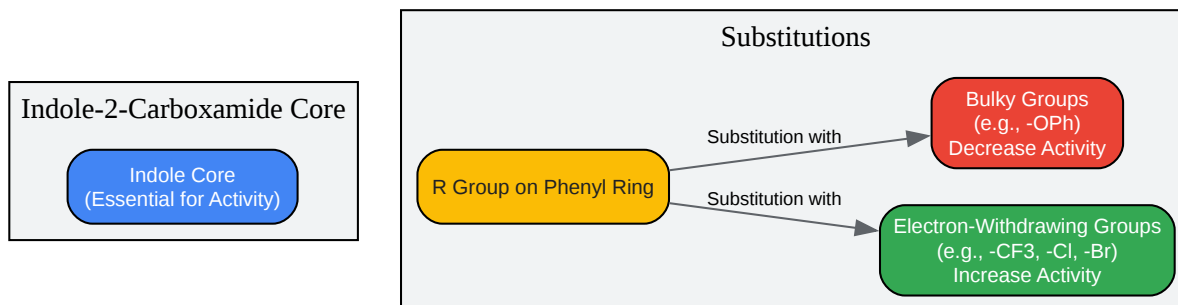 Indole-2-Carboxamide Core
Indole Core
(Essential for Activity)
Substitutions
R Group on Phenyl Ring
Substitution with
Bulky Groups
(e.g., -OPh)
Decrease Activity
Substitution with
Electron-Withdrawing Groups
(e.g., -CF3, -Cl, -Br)
Increase Activity